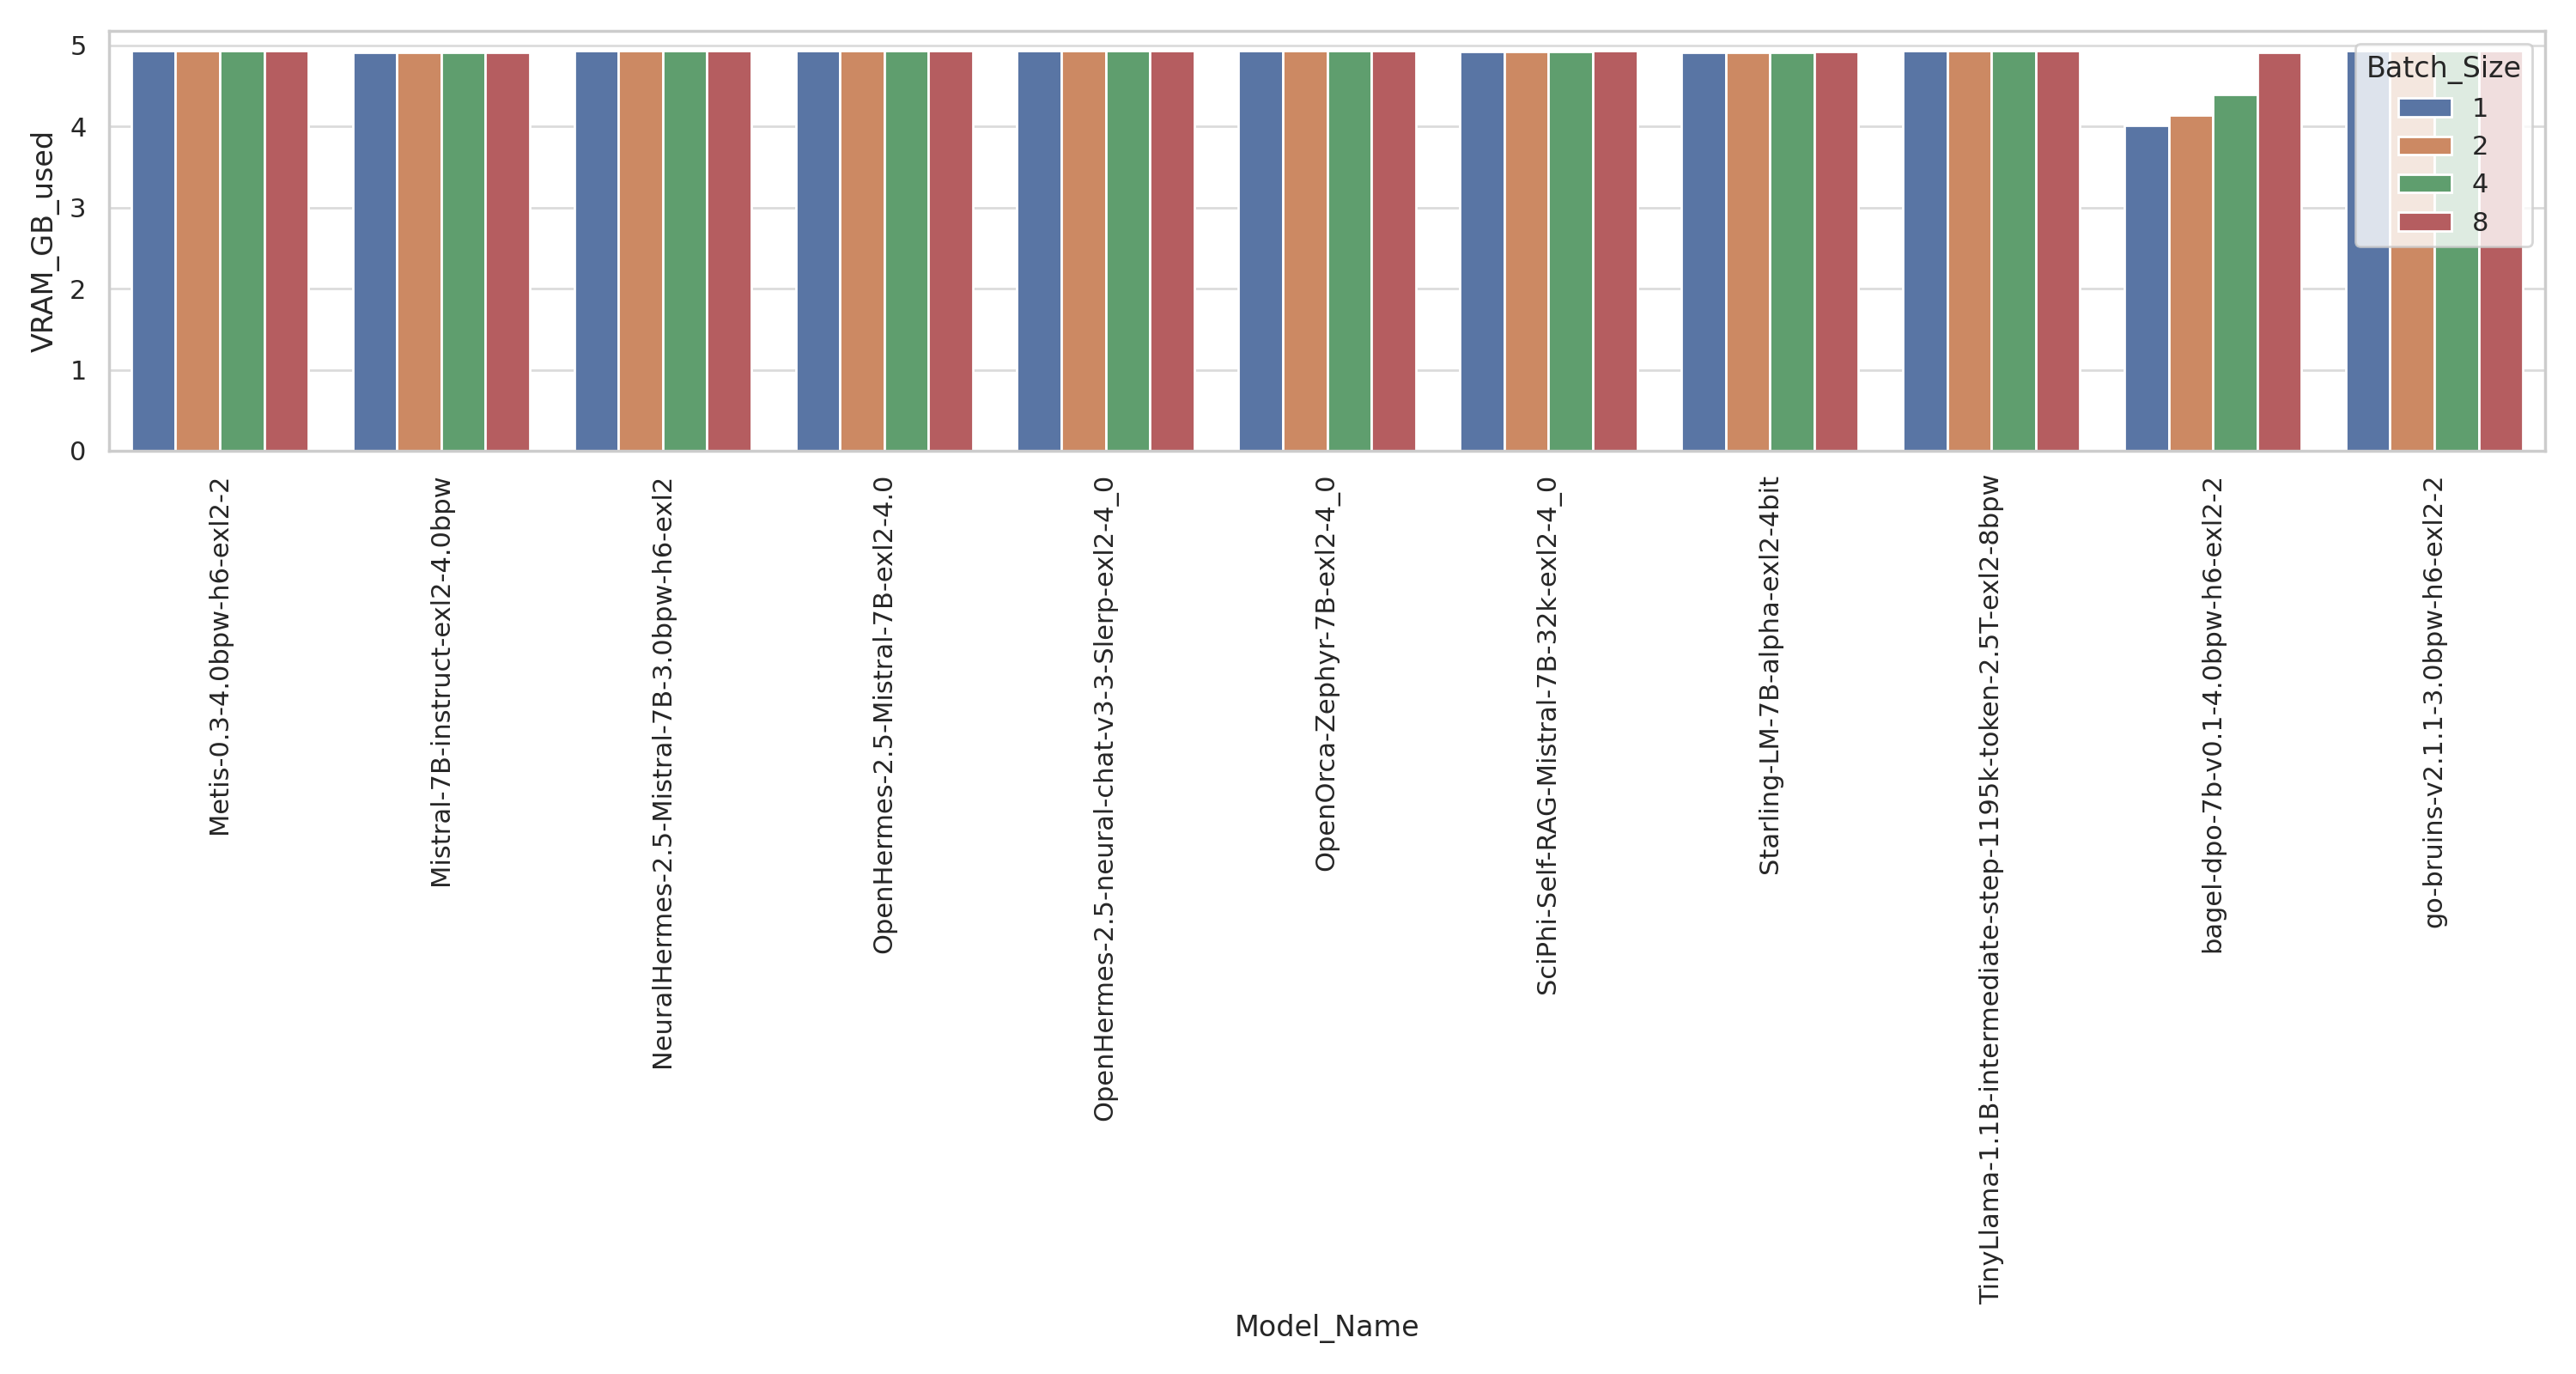 VRAM_GB_used
5
4
3
2
1
0
Batch_Size
1
2
4
8
Metis-0.3-4.0bpw-h6-exl2-2
Mistral-7B-instruct-exl2-4.0bpw
NeuralHermes-2.5-Mistral-7B-3.0bpw-h6-exl2
OpenHermes-2.5-Mistral-7B-exl2-4.0
OpenHermes-2.5-neural-chat-v3-3-Slerp-exl2-4_0
OpenOrca-Zephyr-7B-exl2-4_0
SciPhi-Self-RAG-Mistral-7B-32k-exl2-4_0
Starling-LM-7B-alpha-exl2-4bit
TinyLlama-1.1B-intermediate-step-1195k-token-2.5T-exl2-8bpw
bagel-dpo-7b-v0.1-4.0bpw-h6-exl2-2
go-bruins-v2.1.1-3.0bpw-h6-exl2-2
Model_Name